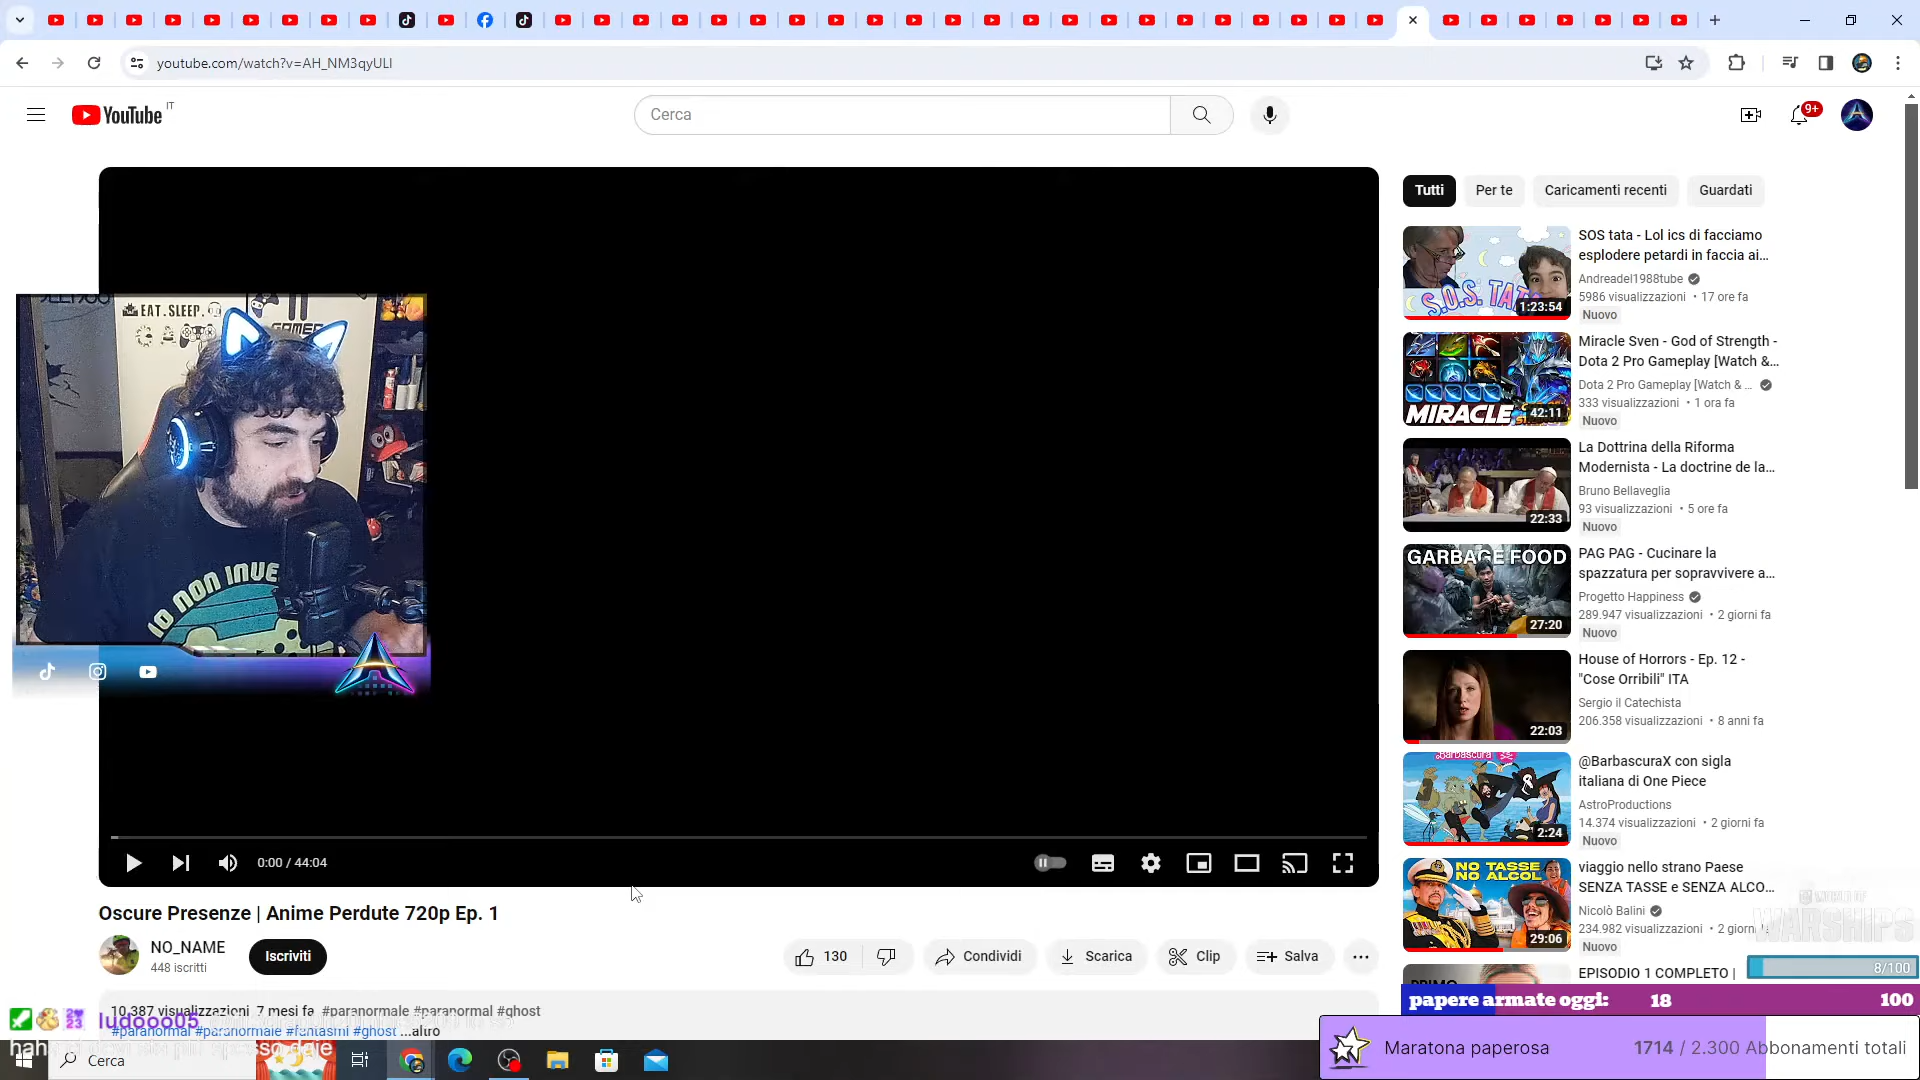 youtube.com/watch?v=AH_NM3qyULI
YouTube IT
Cerca
9+
EAT.SLEEP.
GAMER
IO NON INVE
0:00 / 44:04
Oscure Presenze | Anime Perdute 720p Ep. 1
NO_NAME
448 iscritti
Iscriviti
130
Condividi
Scarica
Clip
Salva
10.387 visualizzazioni 7 mesi fa #paranormale #paranormal #ghost
#paranormal #paranormale #fantasmi #ghost ...altro
ludooo05
Tutti
Per te
Caricamenti recenti
Guardati
S.O.S. TATA
1:23:54
SOS tata - Lol ics di facciamo
esplodere petardi in faccia ai...
Andreadel1988tube
5986 visualizzazioni • 17 ore fa
Nuovo
MIRACLE
42:11
Miracle Sven - God of Strength -
Dota 2 Pro Gameplay [Watch &...
Dota 2 Pro Gameplay [Watch & ...
333 visualizzazioni • 1 ora fa
Nuovo
22:33
La Dottrina della Riforma
Modernista - La doctrine de la...
Bruno Bellaveglia
93 visualizzazioni • 5 ore fa
Nuovo
GARBAGE FOOD
27:20
PAG PAG - Cucinare la
spazzatura per sopravvivere a...
Progetto Happiness
289.947 visualizzazioni • 2 giorni fa
Nuovo
22:03
House of Horrors - Ep. 12 -
"Cose Orribili" ITA
Sergio il Catechista
206.358 visualizzazioni • 8 anni fa
Barbascura
2:24
@BarbascuraX con sigla
italiana di One Piece
AstroProductions
14.374 visualizzazioni • 2 giorni fa
Nuovo
NO TASSE
NO ALCOL
29:06
viaggio nello strano Paese
SENZA TASSE e SENZA ALCO...
Nicolò Balini
234.982 visualizzazioni • 2 giorn
Nuovo
WORLD OF
WARSHIPS
EPISODIO 1 COMPLETO |
8/100
papere armate oggi: 18 100
Maratona paperosa 1714 / 2.300 Abbonamenti totali
Cerca